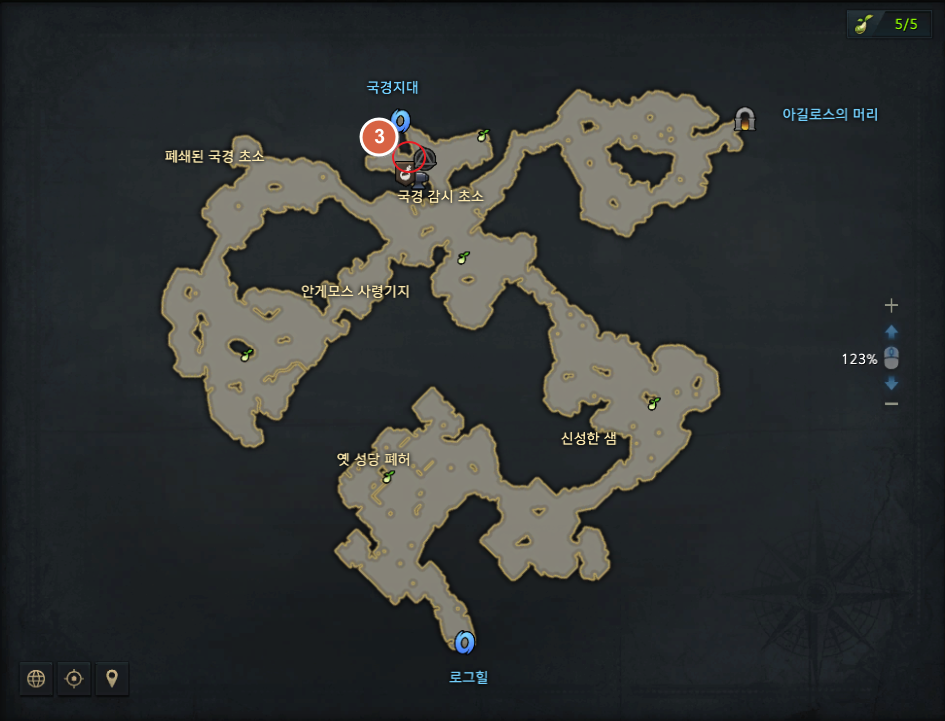 5/5
국경지대
아길로스의 머리
3
폐쇄된 국경 초소
국경 감시 초소
안게모스 사령기지
123%
신성한 샘
옛 성당 폐허
로그힐